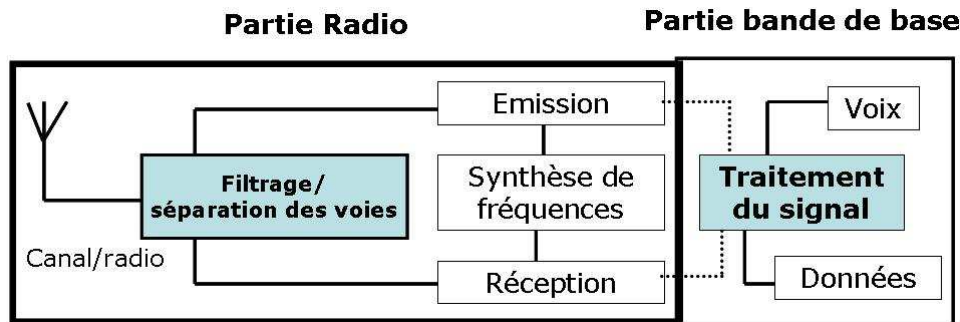 Partie Radio
Partie bande de base
Emission
Voix
Filtrage/
séparation des voies
Synthèse de
fréquences
Traitement
du signal
Canal/radio
Réception
Données